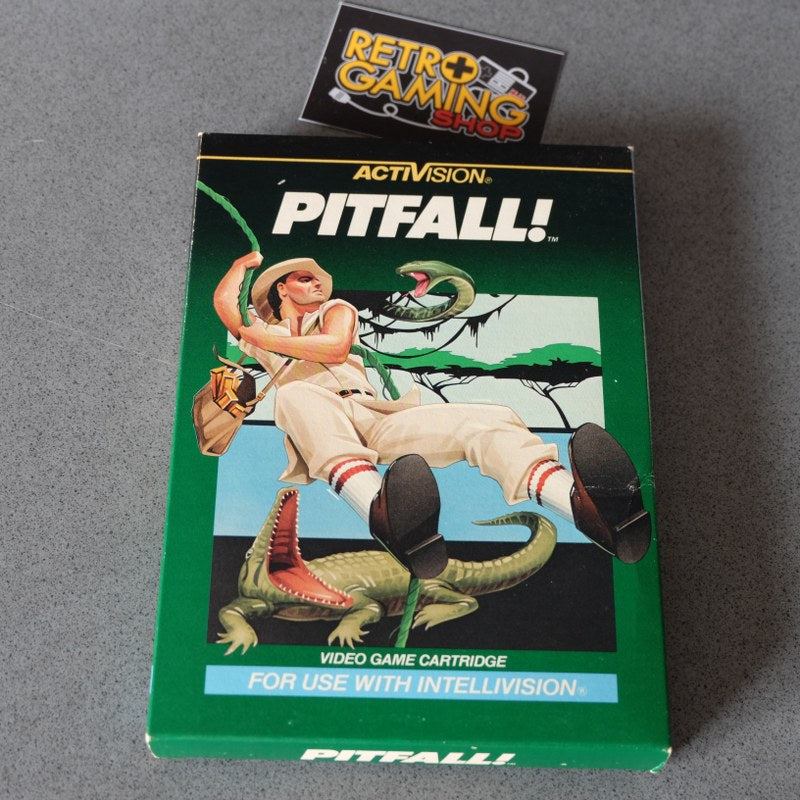 RETRO
GAMING
SHOP
ACTIVISION®
PITFALL!™
VIDEO GAME CARTRIDGE
FOR USE WITH INTELLIVISION®
PITFALL!